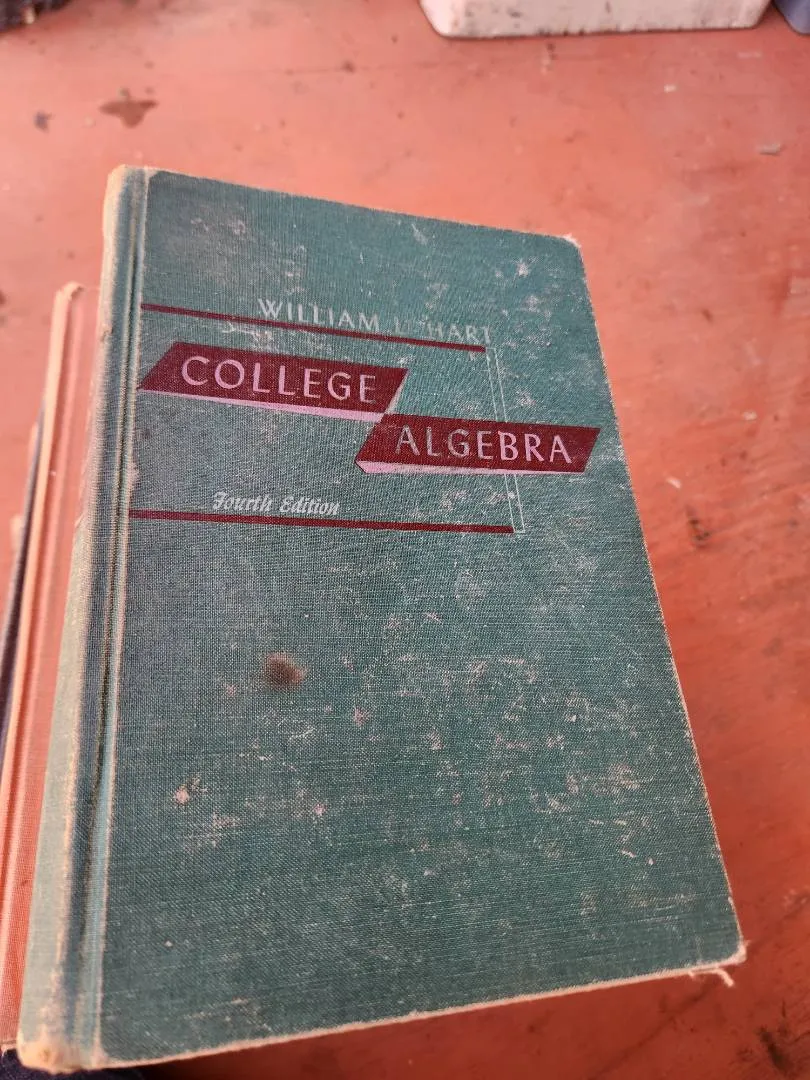 WILLIAM L. HART
COLLEGE
ALGEBRA
Fourth Edition